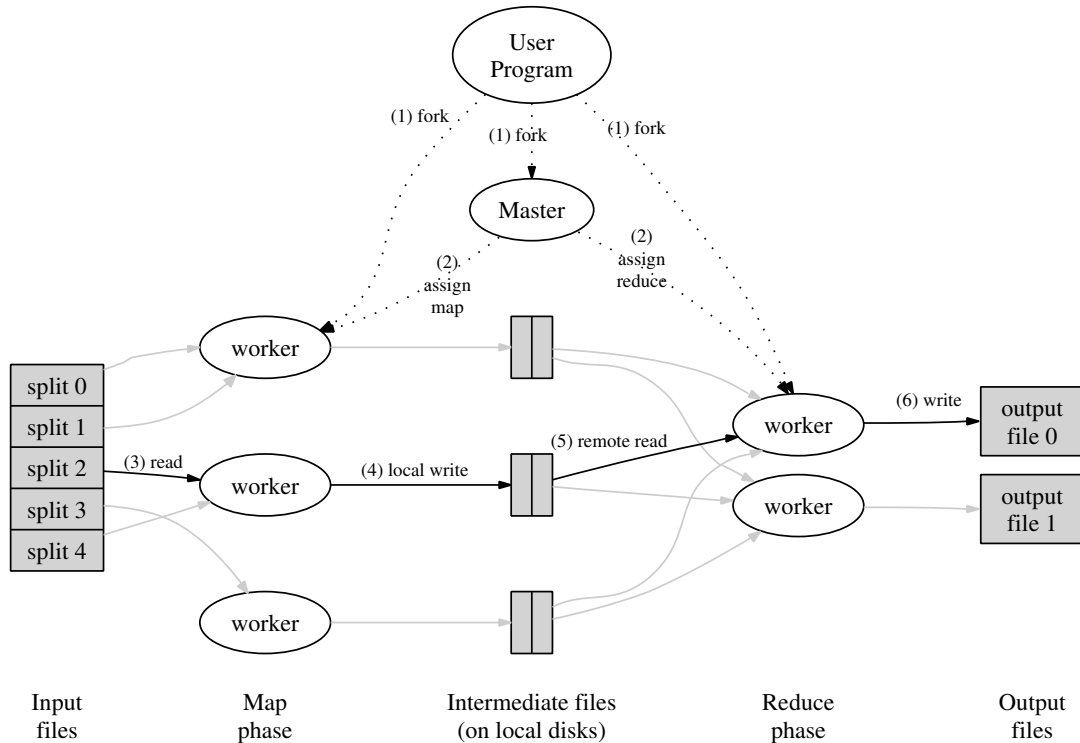 User
Program
(1) fork
(1) fork
(1) fork
Master
(2)
assign
map
(2)
assign
reduce
worker
split 0
split 1
split 2
split 3
split 4
(3) read
worker
(4) local write
(5) remote read
worker
(6) write
output
file 0
worker
output
file 1
worker
Input
files
Map
phase
Intermediate files
(on local disks)
Reduce
phase
Output
files